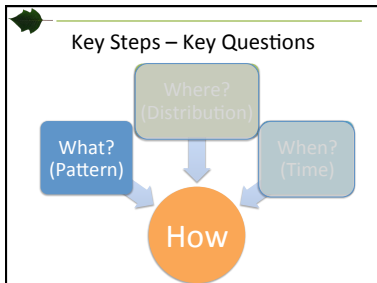 Key Steps – Key Questions
Where?
(Distribution)
What?
(Pattern)
When?
(Time)
How